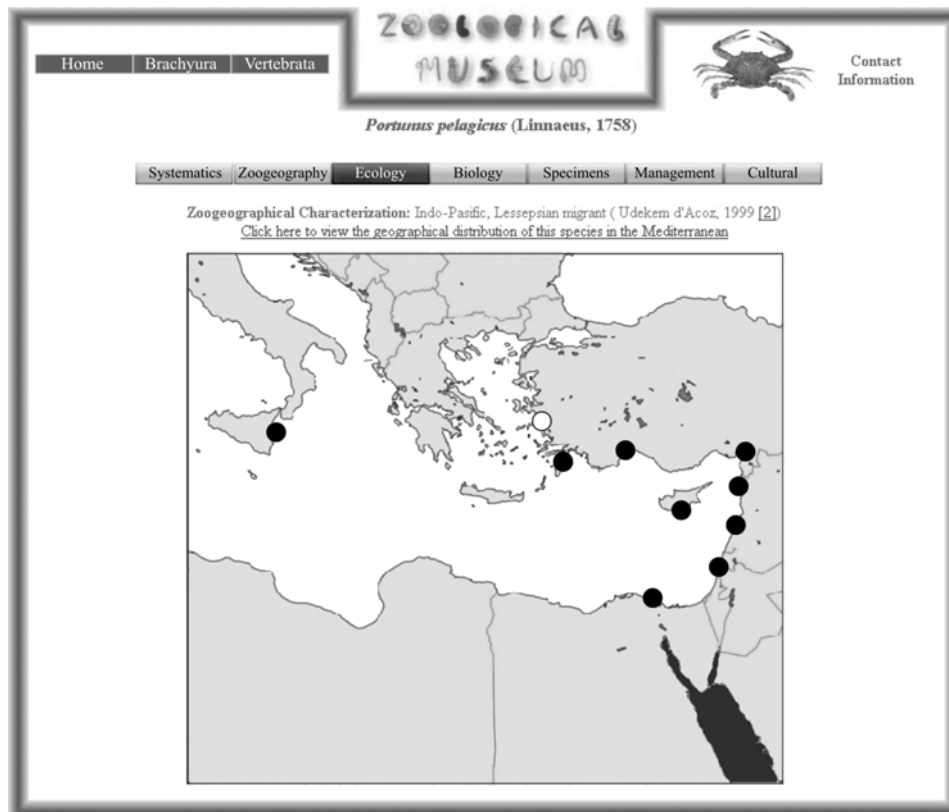 ZOOLOGICAL
MUSEUM
Home Brachyura Vertebrata
Contact
Information
Portunus pelagicus (Linnaeus, 1758)
Systematics Zoogeography Ecology Biology Specimens Management Cultural
Zoogeographical Characterization: Indo-Pasific, Lessepsian migrant ( Udekem d'Acoz, 1999 [2])
Click here to view the geographical distribution of this species in the Mediterranean